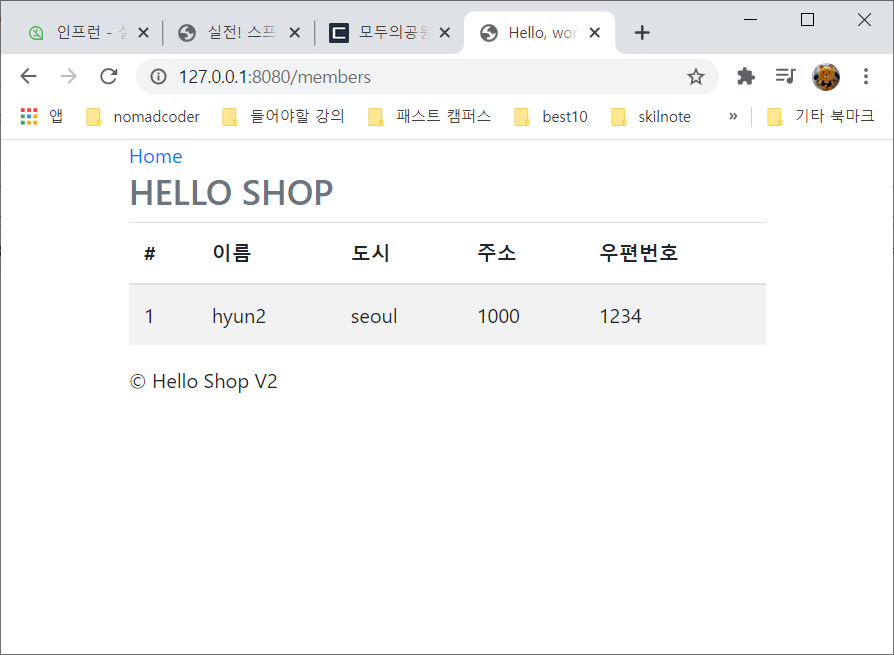 인프런 - 실 실전! 스프 모두의공원 Hello, wor
127.0.0.1:8080/members
앱 nomadcoder 들어야할 강의 패스트 캠퍼스 best10 skilnote » 기타 북마크
Home
HELLO SHOP
# 이름 도시 주소 우편번호
1 hyun2 seoul 1000 1234
© Hello Shop V2